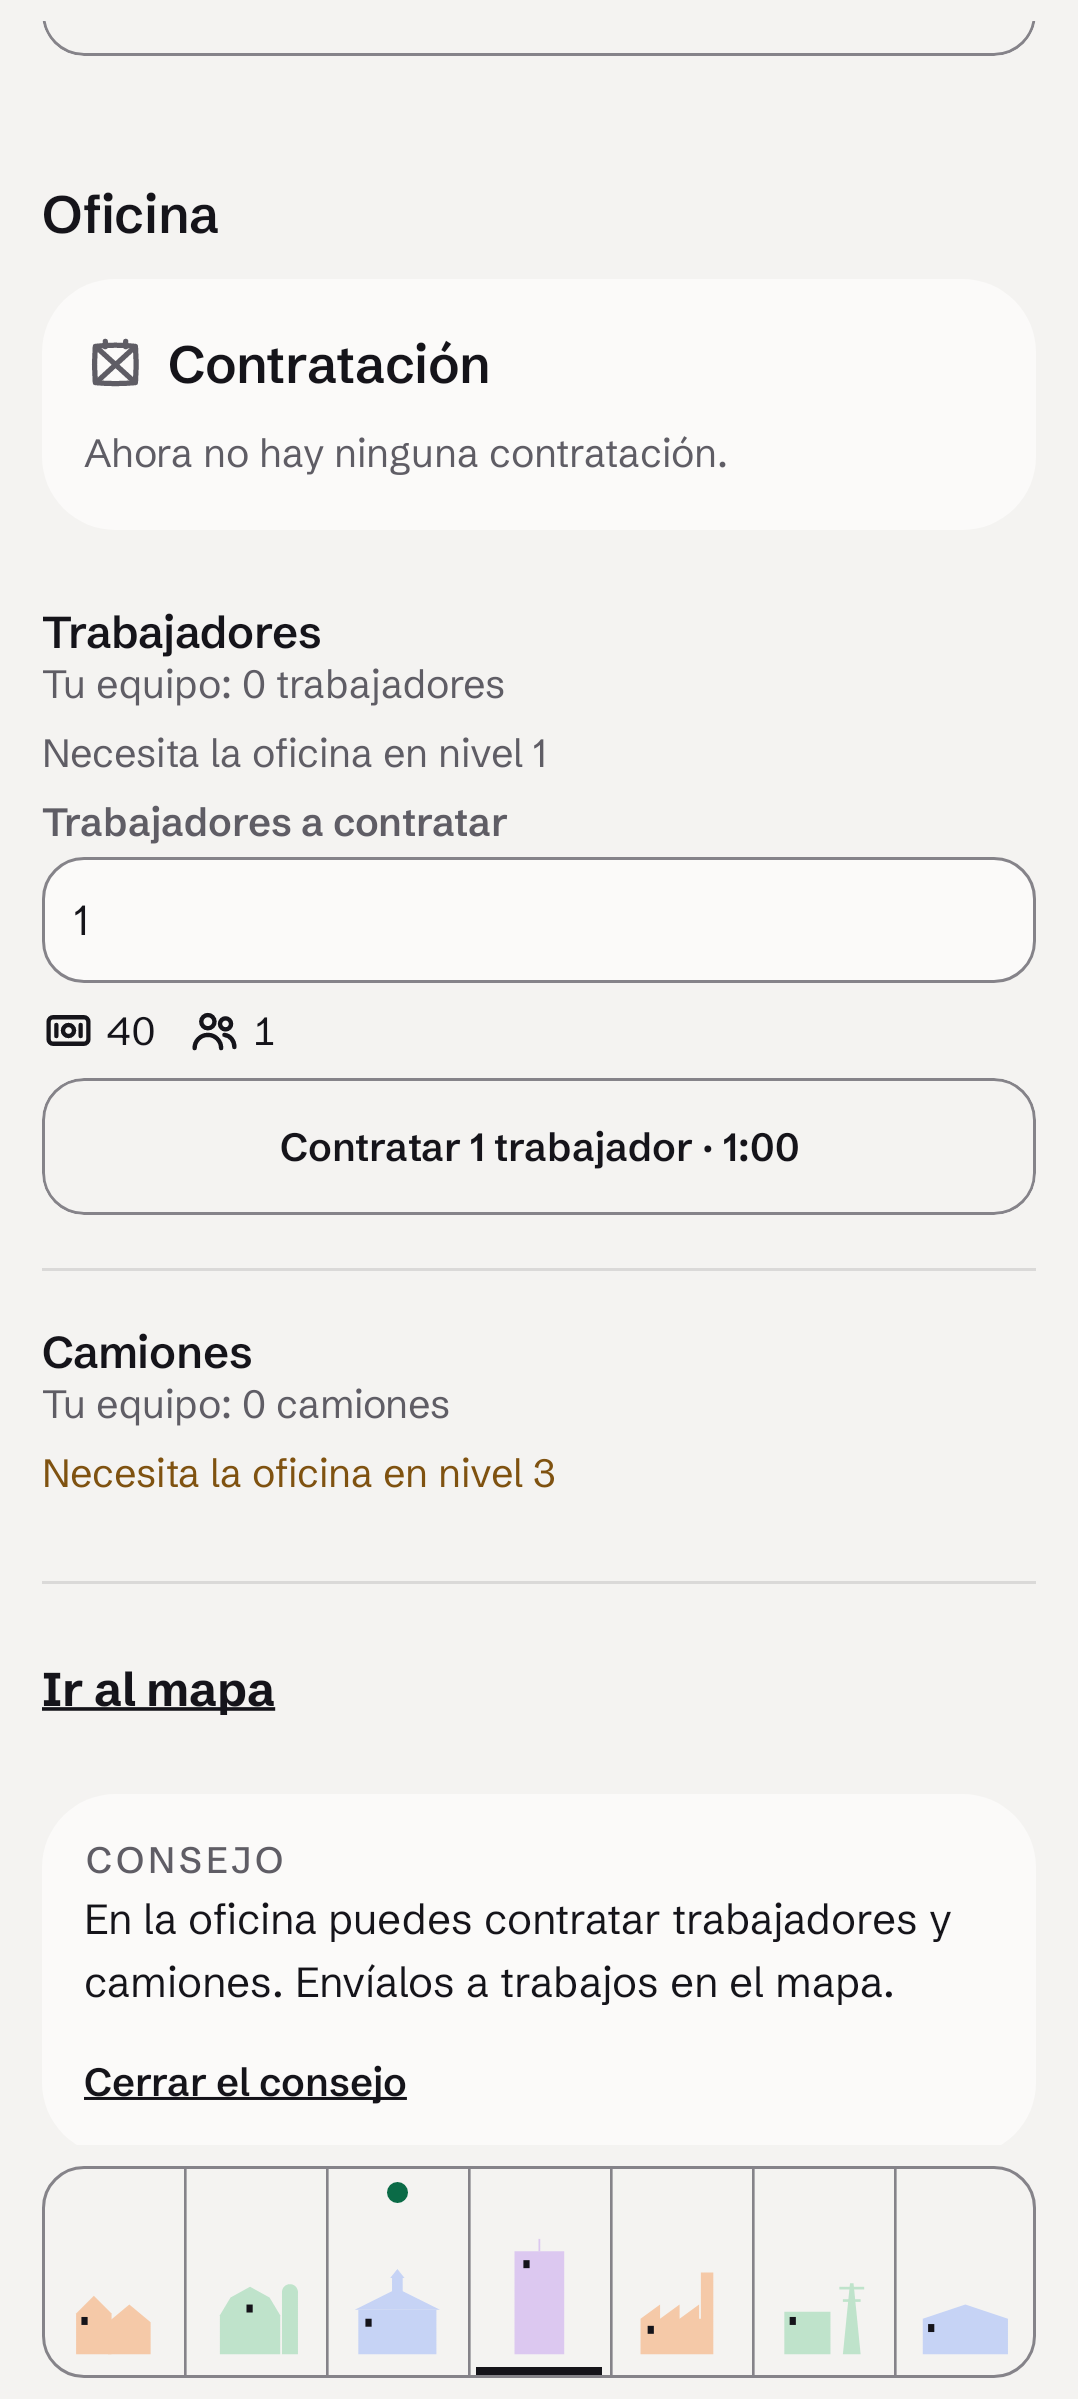 Oficina
Contratación
Ahora no hay ninguna contratación.
Trabajadores
Tu equipo: 0 trabajadores
Necesita la oficina en nivel 1
Trabajadores a contratar
1
40 1
Contratar 1 trabajador · 1:00
Camiones
Tu equipo: 0 camiones
Necesita la oficina en nivel 3
Ir al mapa
CONSEJO
En la oficina puedes contratar trabajadores y
camiones. Envíalos a trabajos en el mapa.
Cerrar el consejo